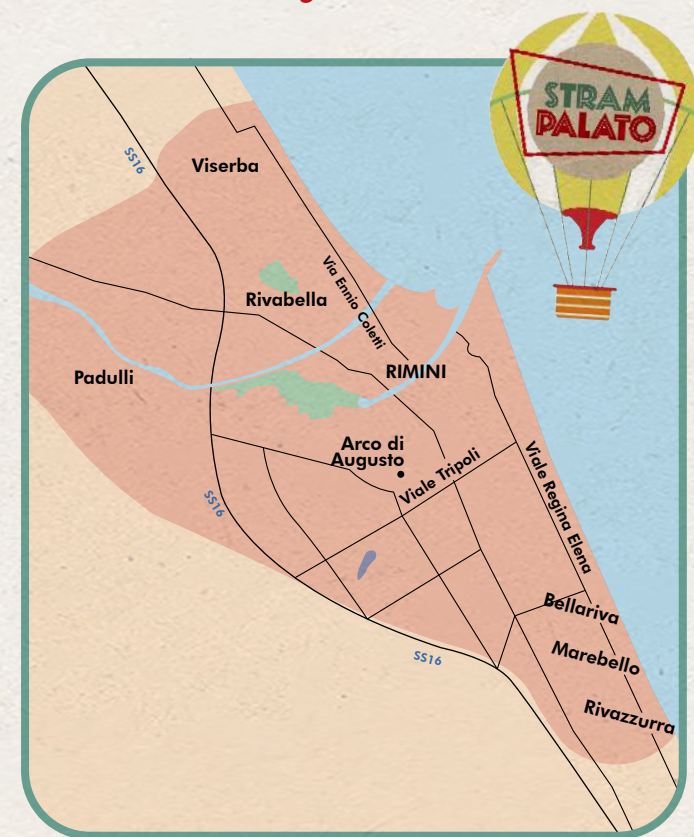 STRAM
PALATO
SS16
Viserba
Via Ennio Coletti
Rivabella
Padulli
RIMINI
Arco di
Augusto
Viale Tripoli
Viale Regina Elena
SS16
Bellariva
Marebello
SS16
Rivazzurra